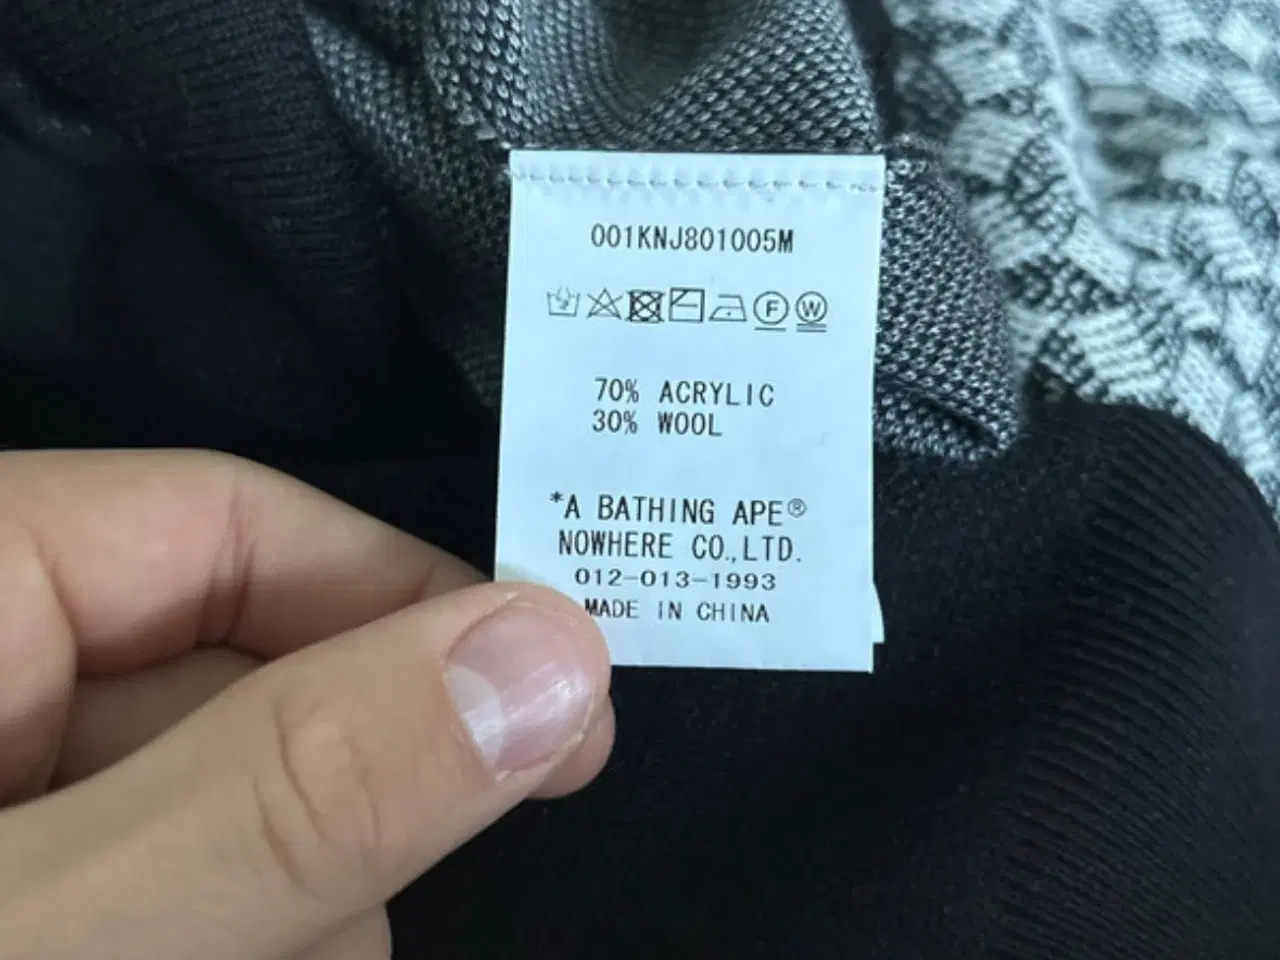 001KNJ801005M
F W
70% ACRYLIC
30% WOOL
*A BATHING APE®
NOWHERE CO.,LTD.
012-013-1993
MADE IN CHINA